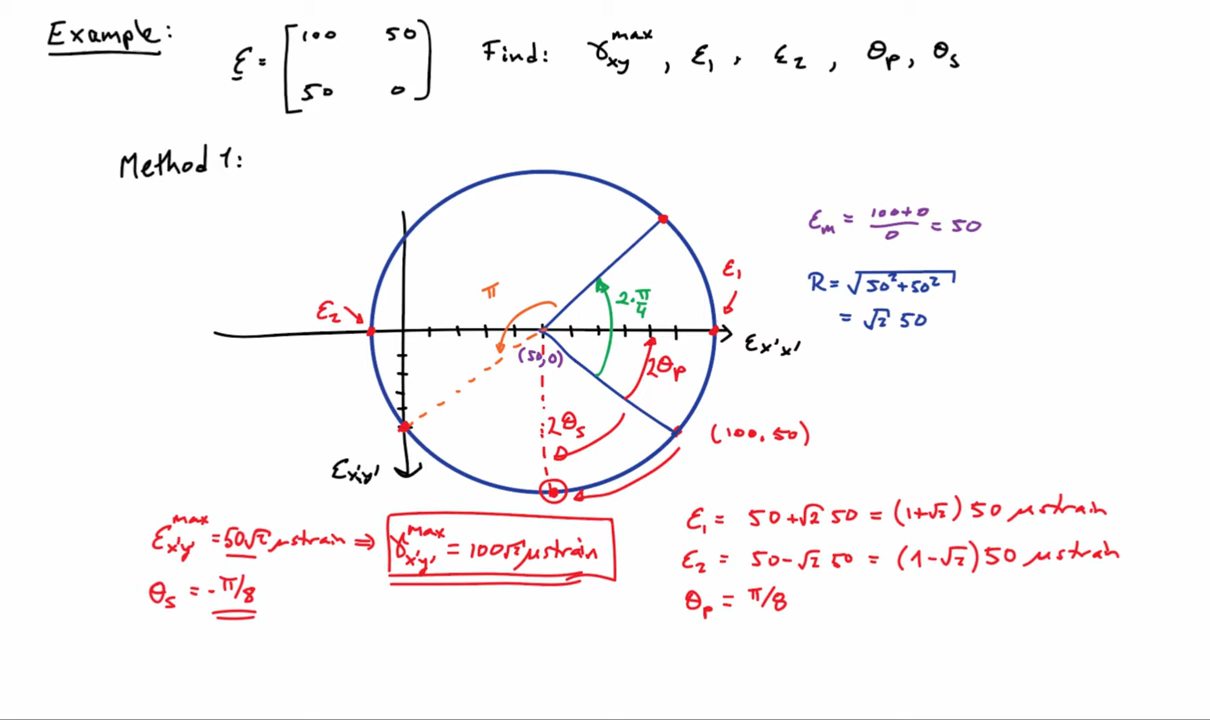 Example: ε = [100 50 50 0] Find: γxy^max, ε1, ε2, θp, θs
Method 1:
εm = 100+0/0 = 50
R = √50²+50²
= √2 50
ε1
π
2·π/4
ε2
(50,0)
εx'x'
2θp
2θs
(100,50)
εx'y'
εx'y'^max = 50√2 μstrain ⇒ γx'y'^max = 100√2 μstrain
θs = -π/8
ε1 = 50+√2 50 = (1+√2) 50 μstrain
ε2 = 50-√2 50 = (1-√2) 50 μstrain
θp = π/8